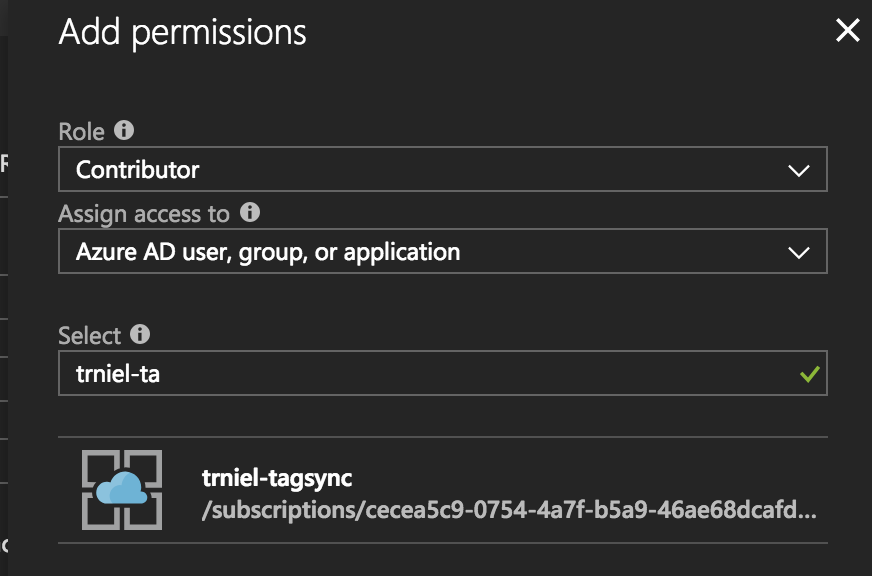 Add permissions
Role
Contributor
Assign access to
Azure AD user, group, or application
Select
trniel-ta
trniel-tagsync
/subscriptions/cecea5c9-0754-4a7f-b5a9-46ae68dcafd...